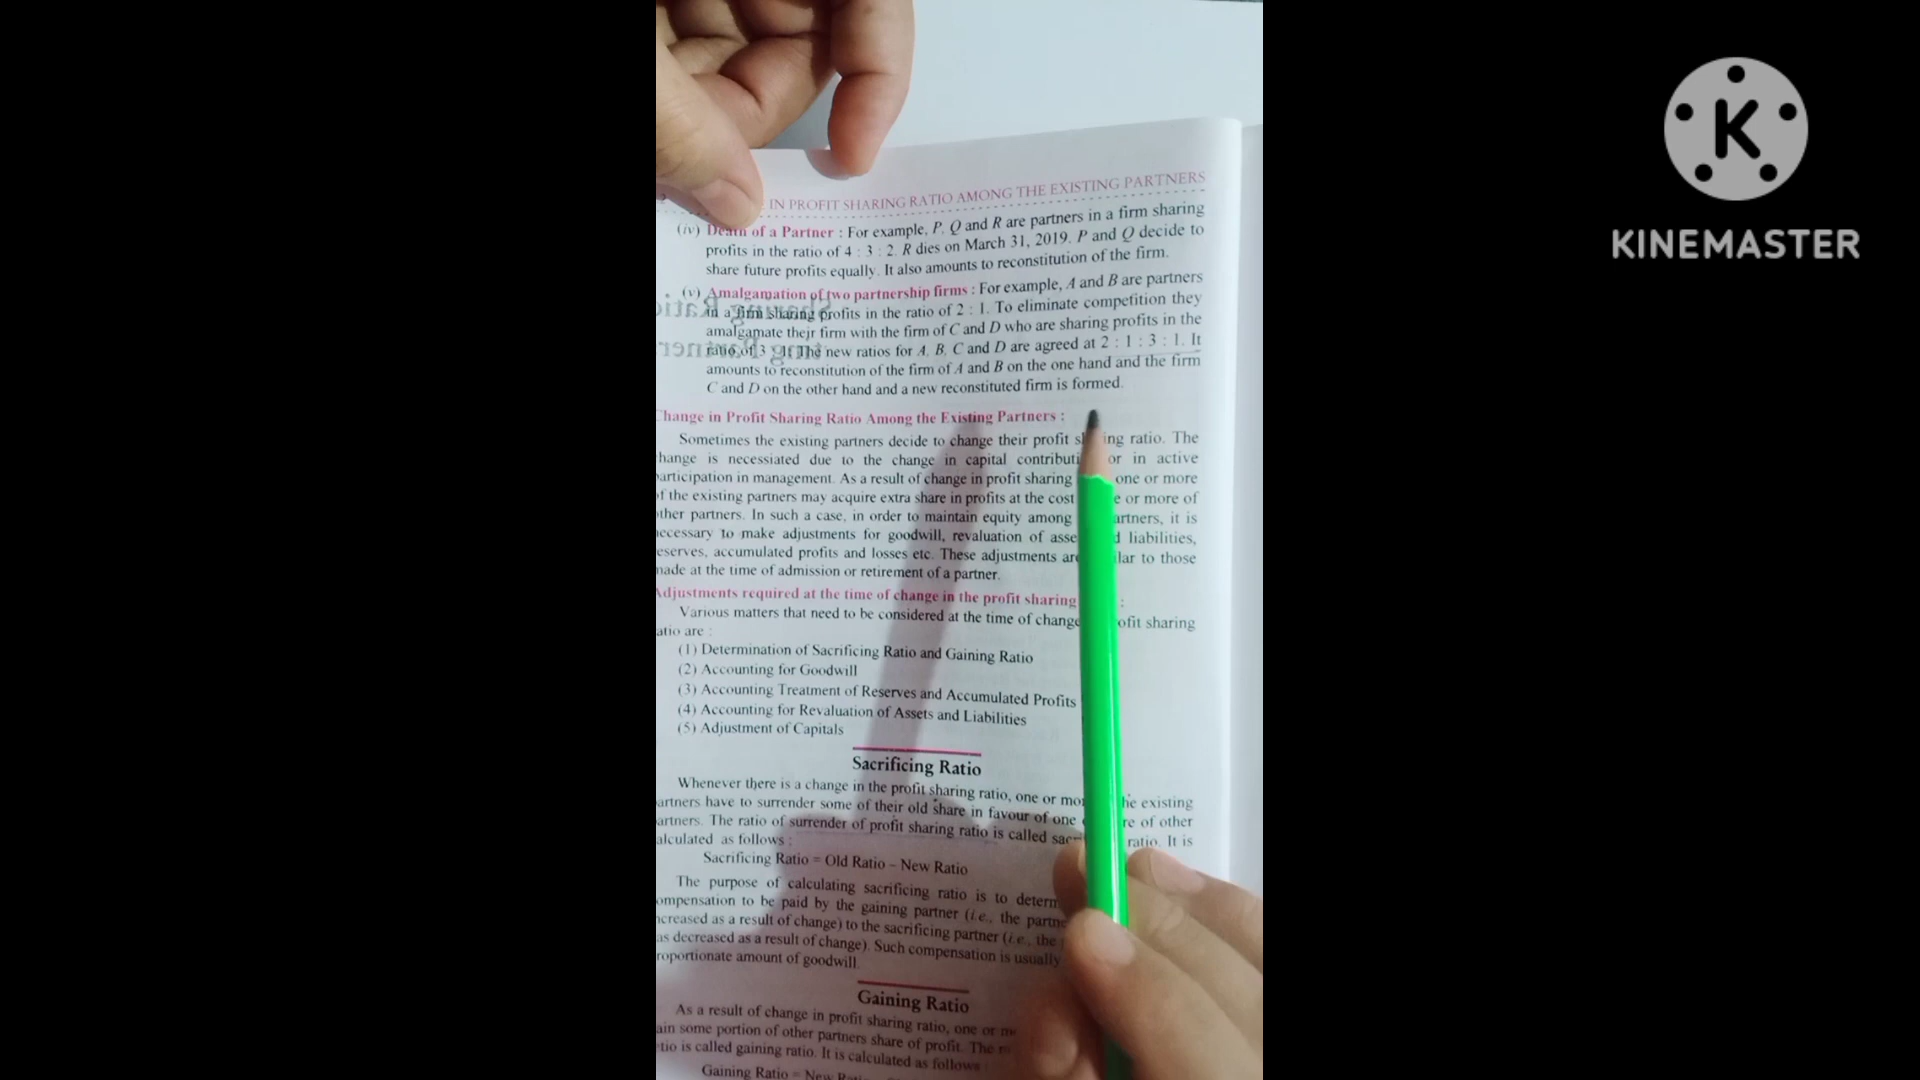 IN PROFIT SHARING RATIO AMONG THE EXISTING PARTNERS
(iv) Death of a Partner : For example, P, Q and R are partners in a firm sharing
profits in the ratio of 4 : 3 : 2. R dies on March 31, 2019. P and Q decide to
share future profits equally. It also amounts to reconstitution of the firm.
(v) Amalgamation of two partnership firms : For example, A and B are partners
in a firm sharing profits in the ratio of 2 : 1. To eliminate competition they
amalgamate their firm with the firm of C and D who are sharing profits in the
ratio of 3 : 1. The new ratios for A, B, C and D are agreed at 2 : 1 : 3 : 1. It
amounts to reconstitution of the firm of A and B on the one hand and the firm
C and D on the other hand and a new reconstituted firm is formed.
Change in Profit Sharing Ratio Among the Existing Partners :
Sometimes the existing partners decide to change their profit ing ratio. The
hange is necessiated due to the change in capital contributi or in active
articipation in management. As a result of change in profit sharing one or more
f the existing partners may acquire extra share in profits at the cost e or more of
ther partners. In such a case, in order to maintain equity among artners, it is
ecessary to make adjustments for goodwill, revaluation of asse d liabilities,
eserves, accumulated profits and losses etc. These adjustments are lar to those
nade at the time of admission or retirement of a partner.
Adjustments required at the time of change in the profit sharing :
Various matters that need to be considered at the time of change ofit sharing
atio are :
(1) Determination of Sacrificing Ratio and Gaining Ratio
(2) Accounting for Goodwill
(3) Accounting Treatment of Reserves and Accumulated Profits
(4) Accounting for Revaluation of Assets and Liabilities
(5) Adjustment of Capitals
Sacrificing Ratio
Whenever there is a change in the profit sharing ratio, one or mo he existing
artners have to surrender some of their old share in favour of one re of other
artners. The ratio of surrender of profit sharing ratio is called sac ratio. It is
alculated as follows :
Sacrificing Ratio = Old Ratio – New Ratio
The purpose of calculating sacrificing ratio is to determ
ompensation to be paid by the gaining partner (i.e., the partne
ncreased as a result of change) to the sacrificing partner (i.e., the
as decreased as a result of change). Such compensation is usually
roportionate amount of goodwill.
Gaining Ratio
As a result of change in profit sharing ratio, one or m
ain some portion of other partners share of profit. The r
tio is called gaining ratio. It is calculated as follows
Gaining Ratio = New
KINEMASTER